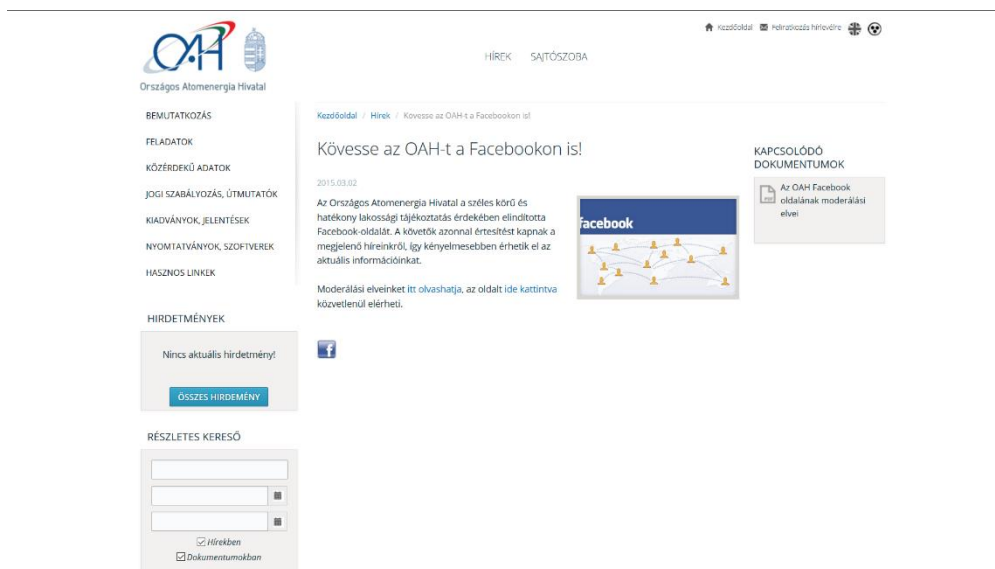 OAH
Országos Atomenergia Hivatal
Kezdőoldal
Feliratkozás hírlevélre
HÍREK SAJTÓSZOBA
BEMUTATKOZÁS
FELADATOK
KÖZÉRDEKŰ ADATOK
JOGI SZABÁLYOZÁS, ÚTMUTATÓK
KIADVÁNYOK, JELENTÉSEK
NYOMTATVÁNYOK, SZOFTVEREK
HASZNOS LINKEK
HIRDETMÉNYEK
Nincs aktuális hirdetmény!
ÖSSZES HIRDEMÉNY
RÉSZLETES KERESŐ
Hírekben
Dokumentumokban
Kezdőoldal / Hírek / Kövesse az OAH-t a Facebookon is!
Kövesse az OAH-t a Facebookon is!
2015.03.02
Az Országos Atomenergia Hivatal a széles körű és
hatékony lakossági tájékoztatás érdekében elindította
Facebook-oldalát. A követők azonnal értesítést kapnak a
megjelenő híreinkről, így kényelmesebben érhetik el az
aktuális információinkat.
Moderálási elveinket itt olvashatja, az oldalt ide kattintva
közvetlenül elérheti.
facebook
f
KAPCSOLÓDÓ
DOKUMENTUMOK
PDF
Az OAH Facebook
oldalának moderálási
elvei